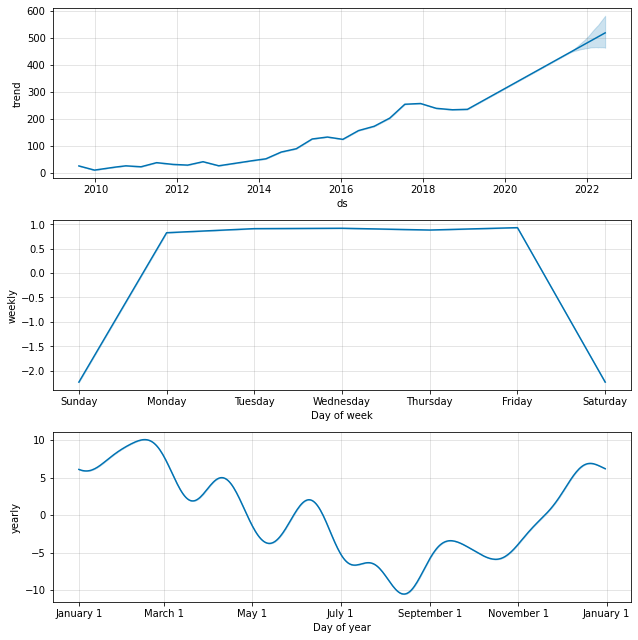 600
500
400
300
200
100
0
trend
2010 2012 2014 2016 2018 2020 2022
ds
1.0
0.5
0.0
−0.5
−1.0
−1.5
−2.0
weekly
Sunday Monday Tuesday Wednesday Thursday Friday Saturday
Day of week
10
5
0
−5
−10
yearly
January 1 March 1 May 1 July 1 September 1 November 1 January 1
Day of year